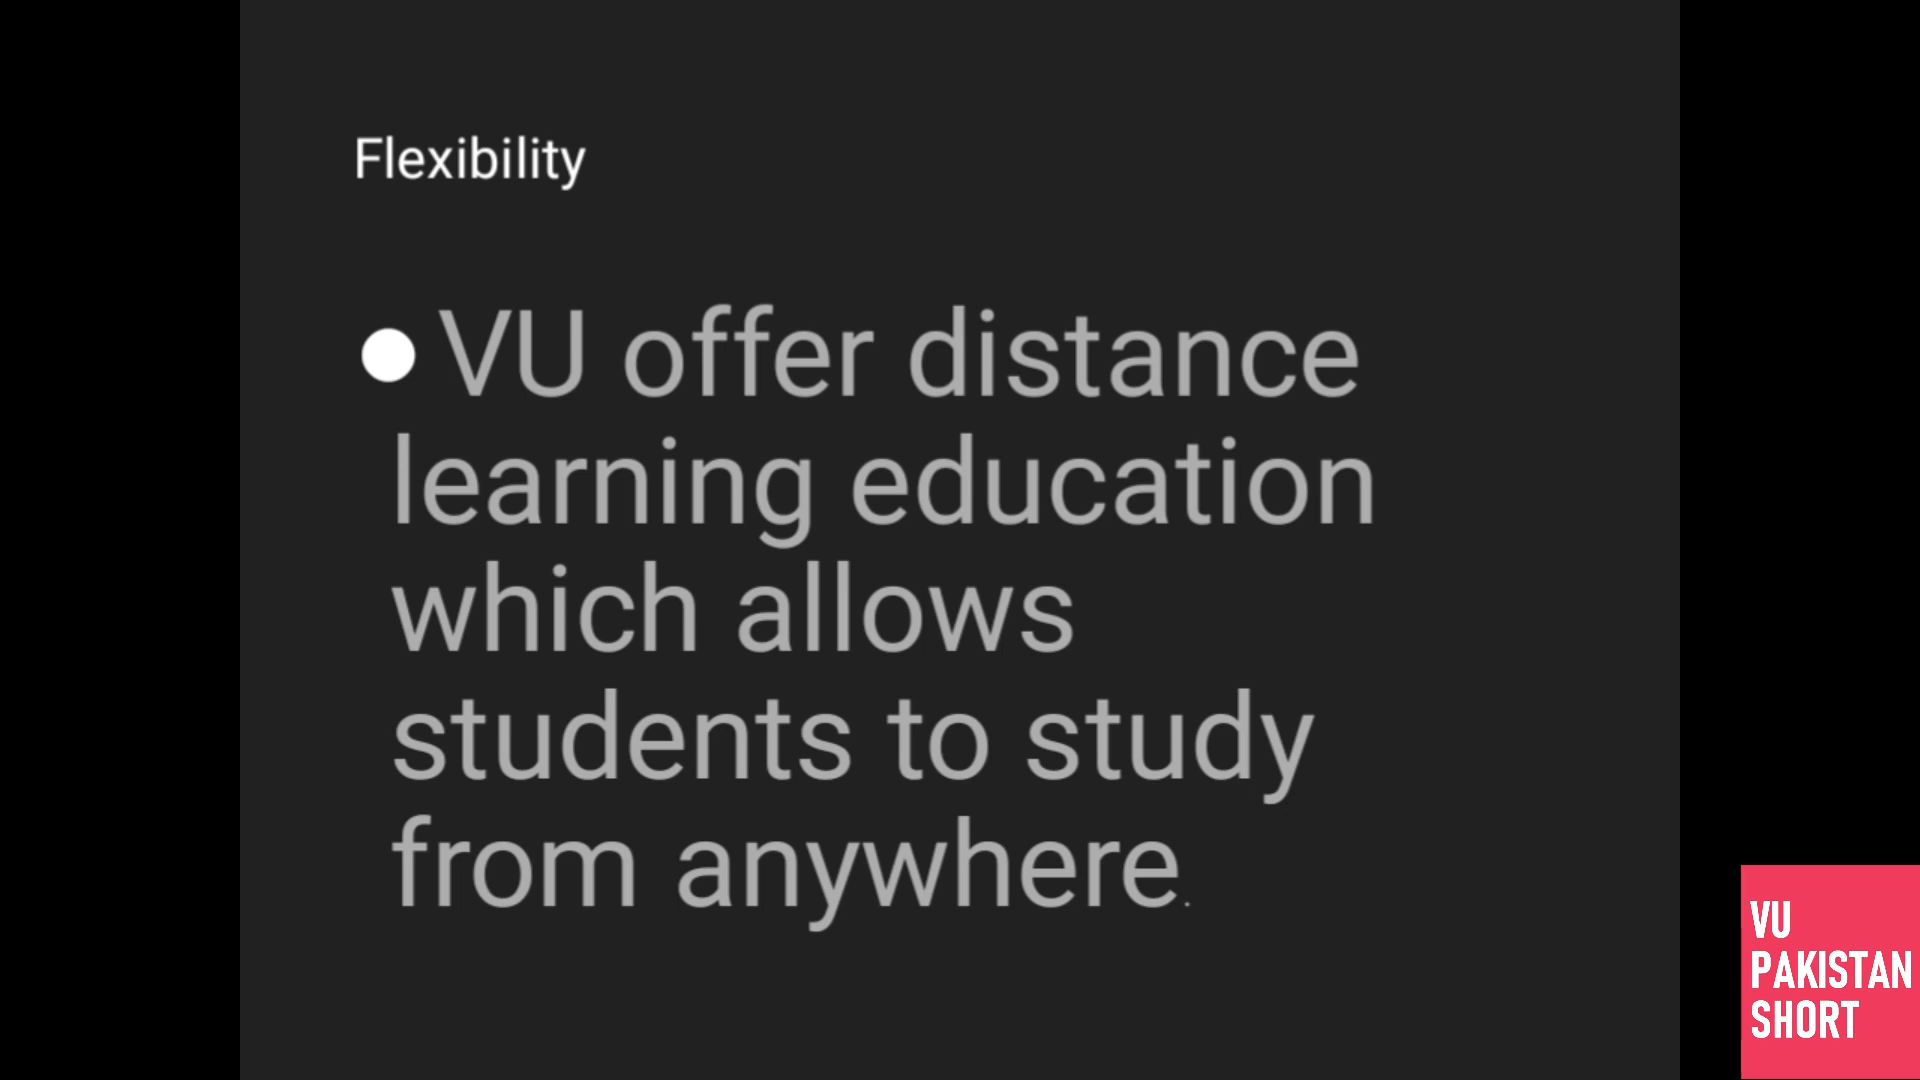 Flexibility
● VU offer distance
learning education
which allows
students to study
from anywhere.
VU
PAKISTAN
SHORT